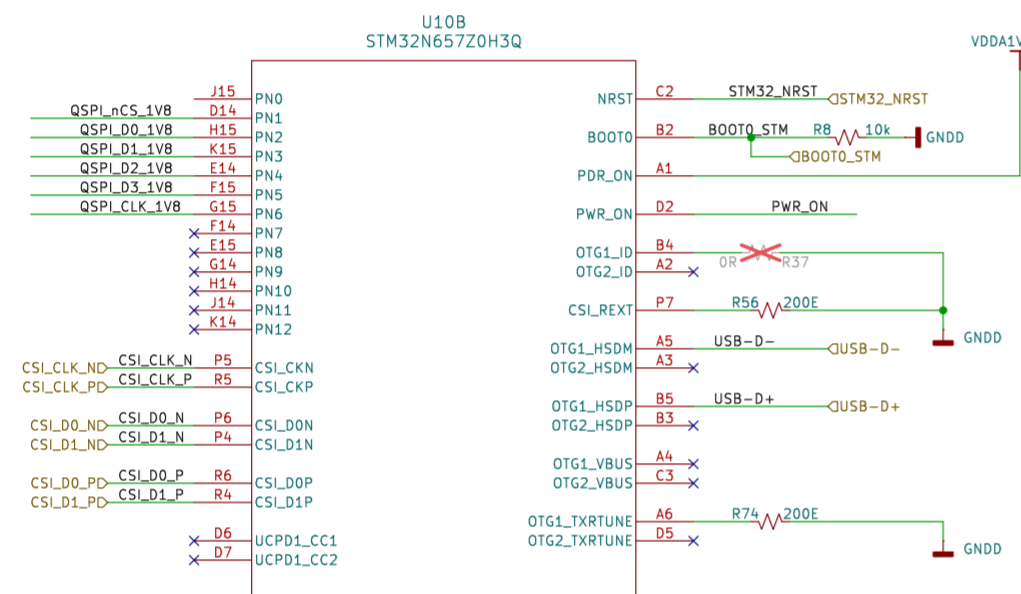 U10B
STM32N657Z0H3Q
VDDA1V
J15 PN0
QSPI_nCS_1V8 D14 PN1
QSPI_D0_1V8 H15 PN2
QSPI_D1_1V8 K15 PN3
QSPI_D2_1V8 E14 PN4
QSPI_D3_1V8 F15 PN5
QSPI_CLK_1V8 G15 PN6
F14 PN7
E15 PN8
G14 PN9
H14 PN10
J14 PN11
K14 PN12
CSI_CLK_N CSI_CLK_N P5 CSI_CKN
CSI_CLK_P CSI_CLK_P R5 CSI_CKP
CSI_D0_N CSI_D0_N P6 CSI_D0N
CSI_D1_N CSI_D1_N P4 CSI_D1N
CSI_D0_P CSI_D0_P R6 CSI_D0P
CSI_D1_P CSI_D1_P R4 CSI_D1P
D6 UCPD1_CC1
D7 UCPD1_CC2
NRST C2 STM32_NRST STM32_NRST
BOOT0 B2 BOOT0_STM R8 10k GNDD
BOOT0_STM
PDR_ON A1
PWR_ON D2 PWR_ON
OTG1_ID B4 0R R37
OTG2_ID A2
CSI_REXT P7 R56 200E
GNDD
OTG1_HSDM A5 USB-D- USB-D-
OTG2_HSDM A3
OTG1_HSDP B5 USB-D+ USB-D+
OTG2_HSDP B3
OTG1_VBUS A4
OTG2_VBUS C3
OTG1_TXRTUNE A6 R74 200E
OTG2_TXRTUNE D5
GNDD